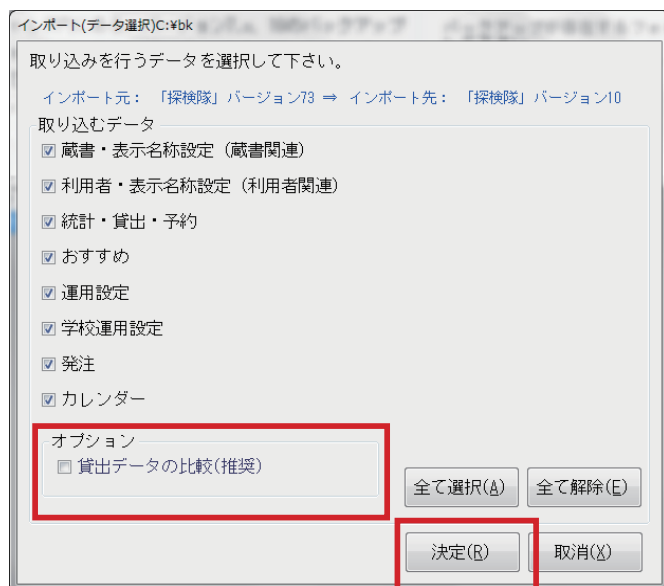 インポート(データ選択)C:¥bk
取り込みを行うデータを選択して下さい。
インポート元：「探検隊」バージョン73 ⇒ インポート先：「探検隊」バージョン10
取り込むデータ
蔵書・表示名称設定（蔵書関連）
利用者・表示名称設定（利用者関連）
統計・貸出・予約
おすすめ
運用設定
学校運用設定
発注
カレンダー
オプション
貸出データの比較(推奨)
全て選択(A) 全て解除(E)
決定(R) 取消(X)